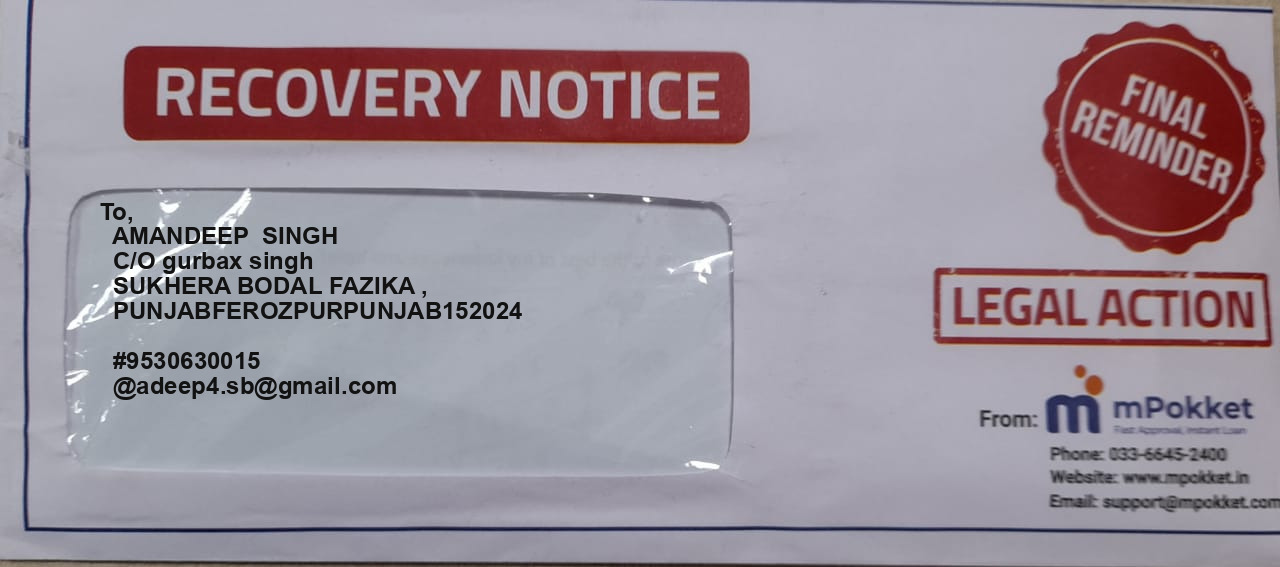 RECOVERY NOTICE
FINAL
REMINDER
To,
AMANDEEP SINGH
C/O gurbax singh
SUKHERA BODAL FAZIKA ,
PUNJABFEROZPURPUNJAB152024
#9530630015
@adeep4.sb@gmail.com
LEGAL ACTION
From: mPokket
Fast Approval, Instant Loan
Phone: 033-6645-2400
Website: www.mpokket.in
Email: support@mpokket.com